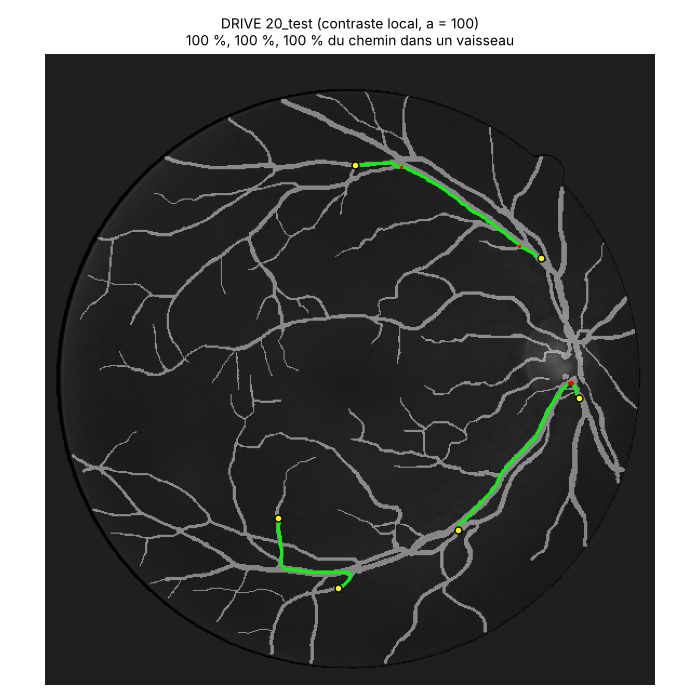 DRIVE 20_test (contraste local, a = 100)
100 %, 100 %, 100 % du chemin dans un vaisseau